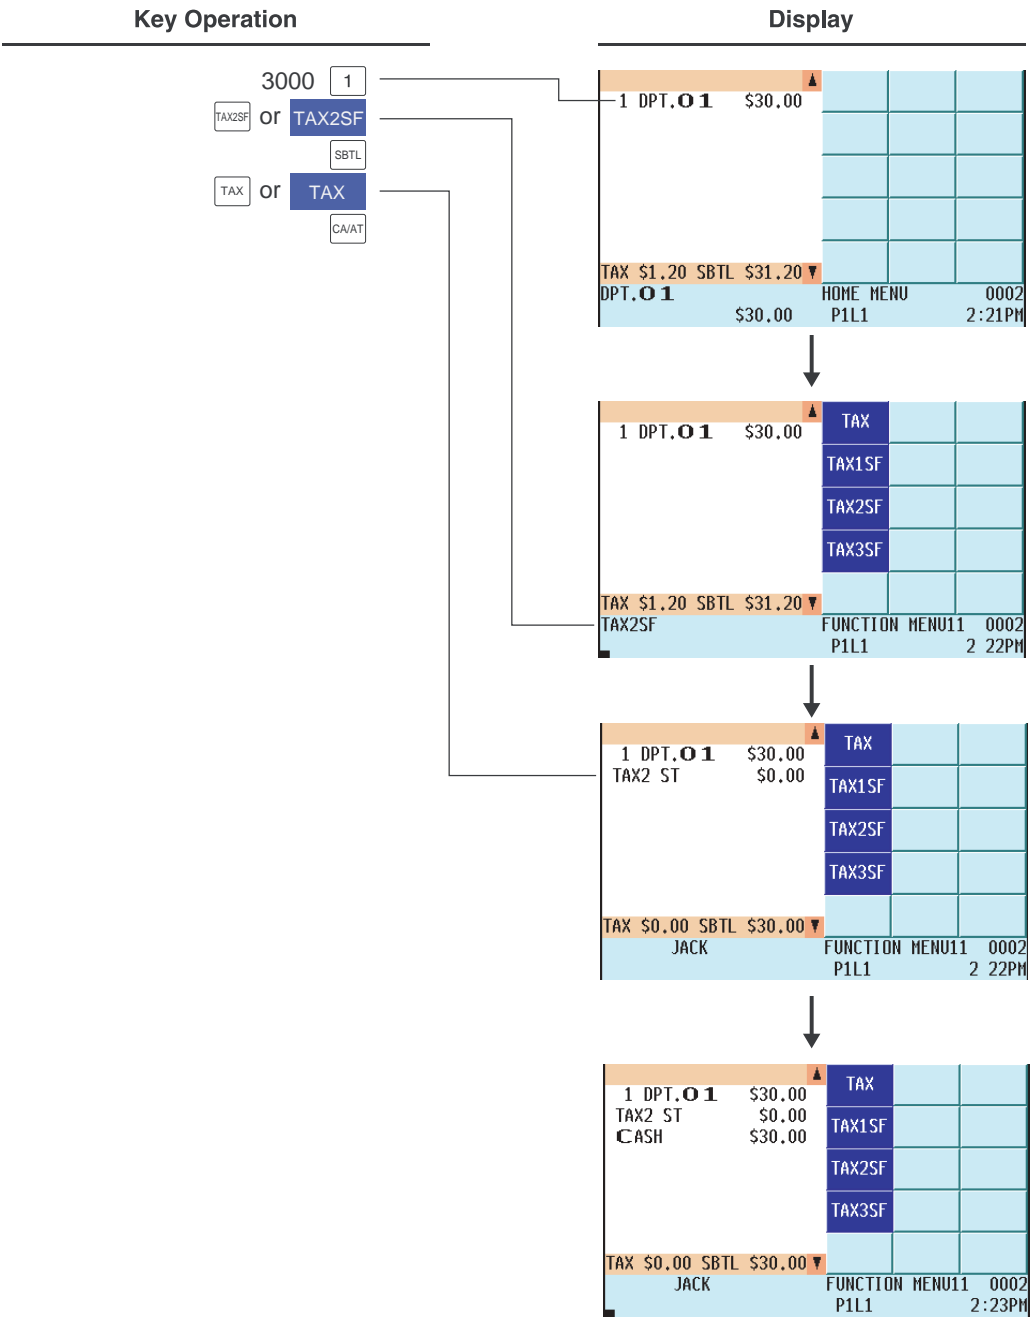 Key Operation
Display
3000 1
TAX2SF or TAX2SF
SBTL
TAX or TAX
CA/AT
1 DPT.01 $30.00
TAX $1.20 SBTL $31.20
DPT.01
$30.00
HOME MENU 0002
P1L1 2:21PM
1 DPT.01 $30.00
TAX
TAX1SF
TAX2SF
TAX3SF
TAX $1.20 SBTL $31.20
TAX2SF
FUNCTION MENU11 0002
P1L1 2 22PM
1 DPT.01 $30.00
TAX2 ST $0.00
TAX
TAX1SF
TAX2SF
TAX3SF
TAX $0.00 SBTL $30.00
JACK
FUNCTION MENU11 0002
P1L1 2 22PM
1 DPT.01 $30.00
TAX2 ST $0.00
CASH $30.00
TAX
TAX1SF
TAX2SF
TAX3SF
TAX $0.00 SBTL $30.00
JACK
FUNCTION MENU11 0002
P1L1 2:23PM